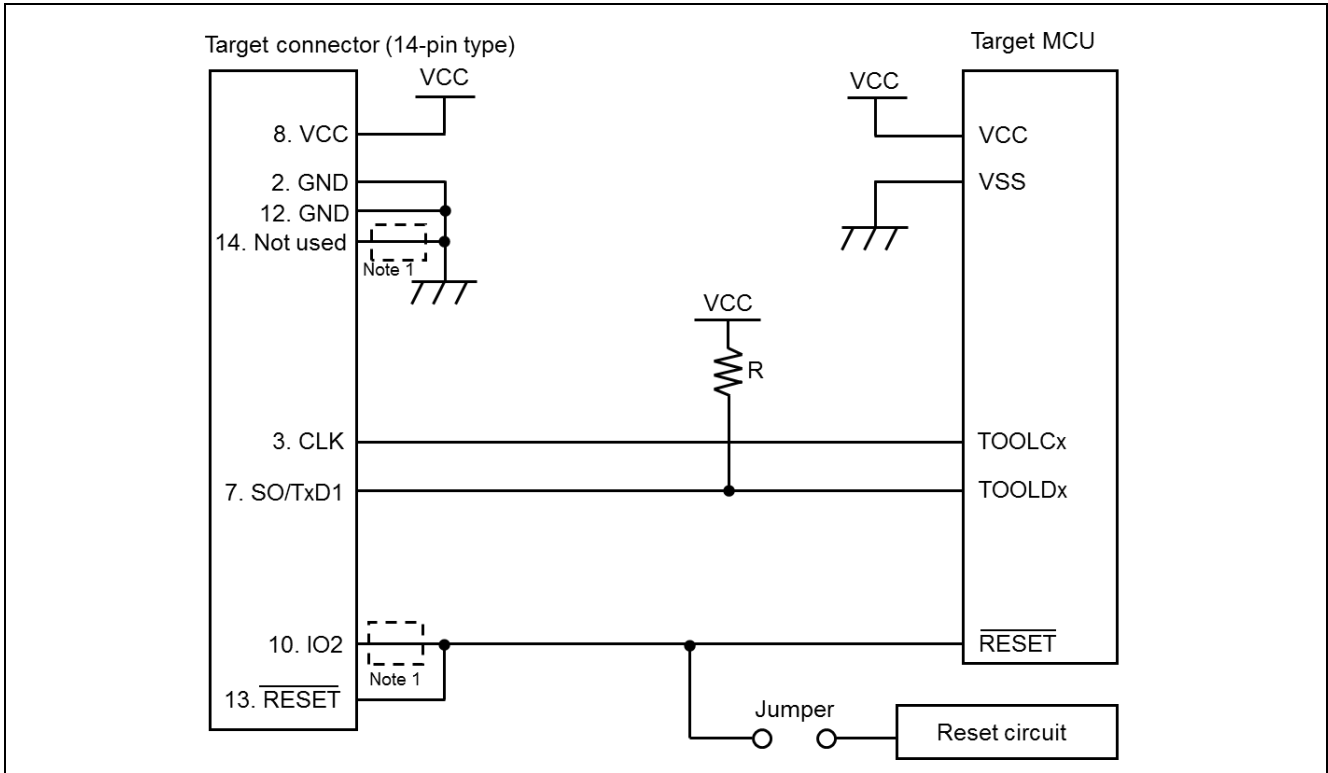 Target connector (14-pin type)
Target MCU
VCC
VCC
8. VCC
VCC
2. GND
VSS
12. GND
14. Not used
Note 1
VCC
R
3. CLK
TOOLCx
7. SO/TxD1
TOOLDx
10. IO2
RESET
Note 1
13. RESET
Jumper
Reset circuit